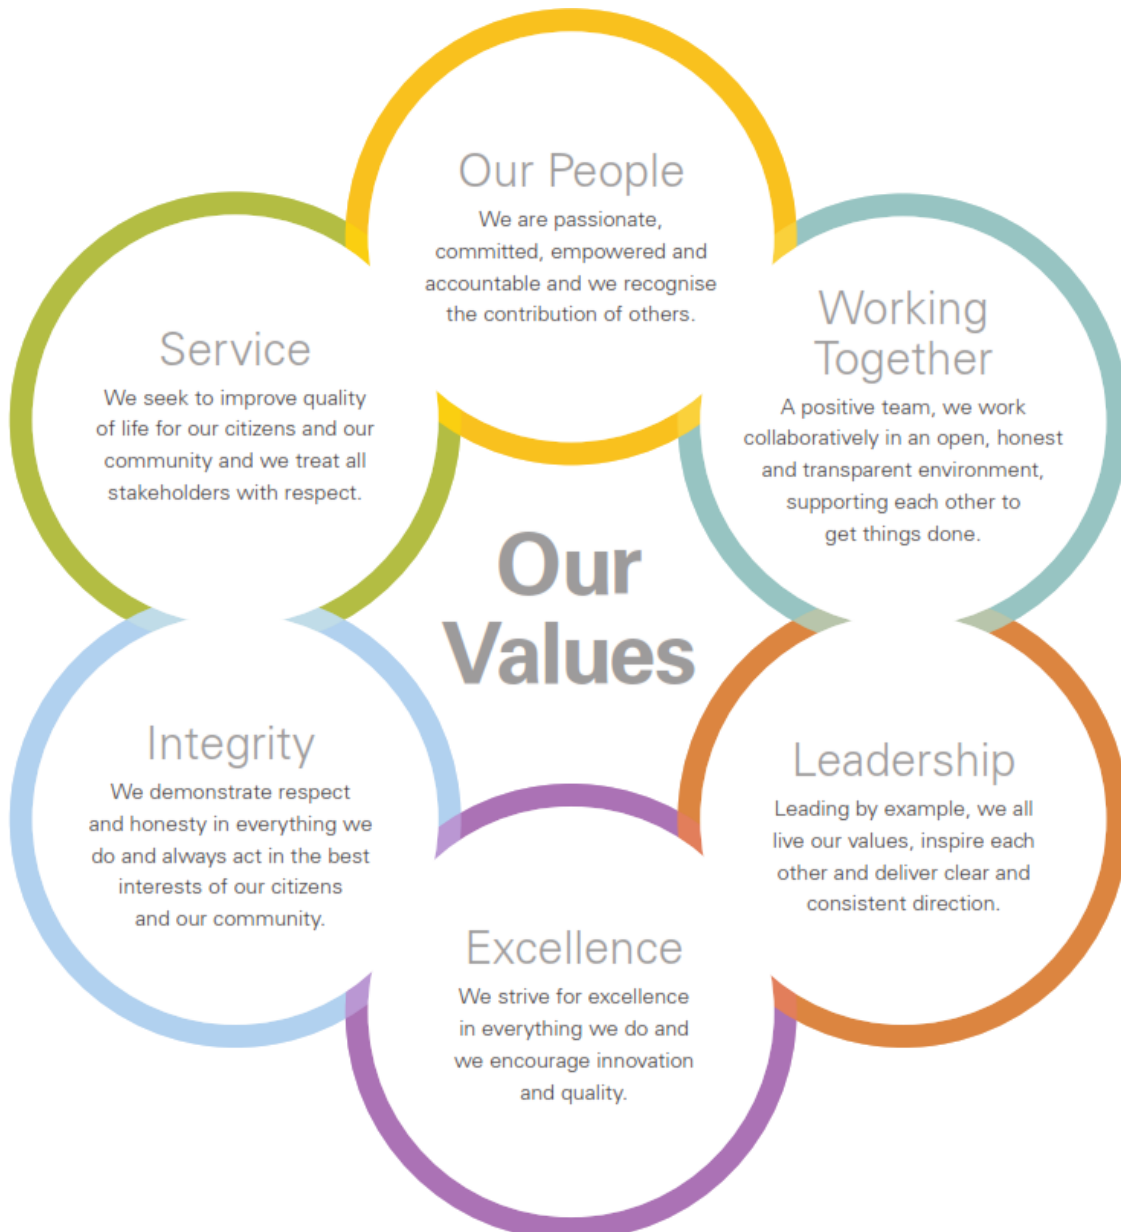 Our People
We are passionate,
committed, empowered and
accountable and we recognise
the contribution of others.
Working
Together
A positive team, we work
collaboratively in an open, honest
and transparent environment,
supporting each other to
get things done.
Leadership
Leading by example, we all
live our values, inspire each
other and deliver clear and
consistent direction.
Excellence
We strive for excellence
in everything we do and
we encourage innovation
and quality.
Integrity
We demonstrate respect
and honesty in everything we
do and always act in the best
interests of our citizens
and our community.
Service
We seek to improve quality
of life for our citizens and our
community and we treat all
stakeholders with respect.
Our
Values